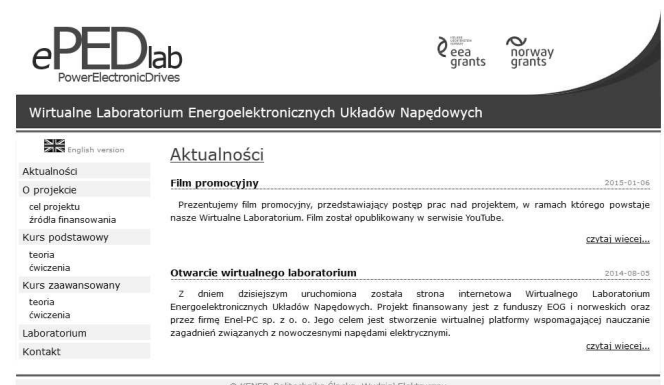 ePEDlab
PowerElectronicDrives
eea
grants
norway
grants
Wirtualne Laboratorium Energoelektronicznych Układów Napędowych
English version
Aktualności
O projekcie
cel projektu
źródła finansowania
Kurs podstawowy
teoria
ćwiczenia
Kurs zaawansowany
teoria
ćwiczenia
Laboratorium
Kontakt
Aktualności
Film promocyjny 2015-01-06
Prezentujemy film promocyjny, przedstawiający postęp prac nad projektem, w ramach którego powstaje
nasze Wirtualne Laboratorium. Film został opublikowany w serwisie YouTube.
czytaj więcej...
Otwarcie wirtualnego laboratorium 2014-08-05
Z dniem dzisiejszym uruchomiona została strona internetowa Wirtualnego Laboratorium
Energoelektronicznych Układów Napędowych. Projekt finansowany jest z funduszy EOG i norweskich oraz
przez firmę Enel-PC sp. z o. o. Jego celem jest stworzenie wirtualnej platformy wspomagającej nauczanie
zagadnień związanych z nowoczesnymi napędami elektrycznymi.
czytaj więcej...